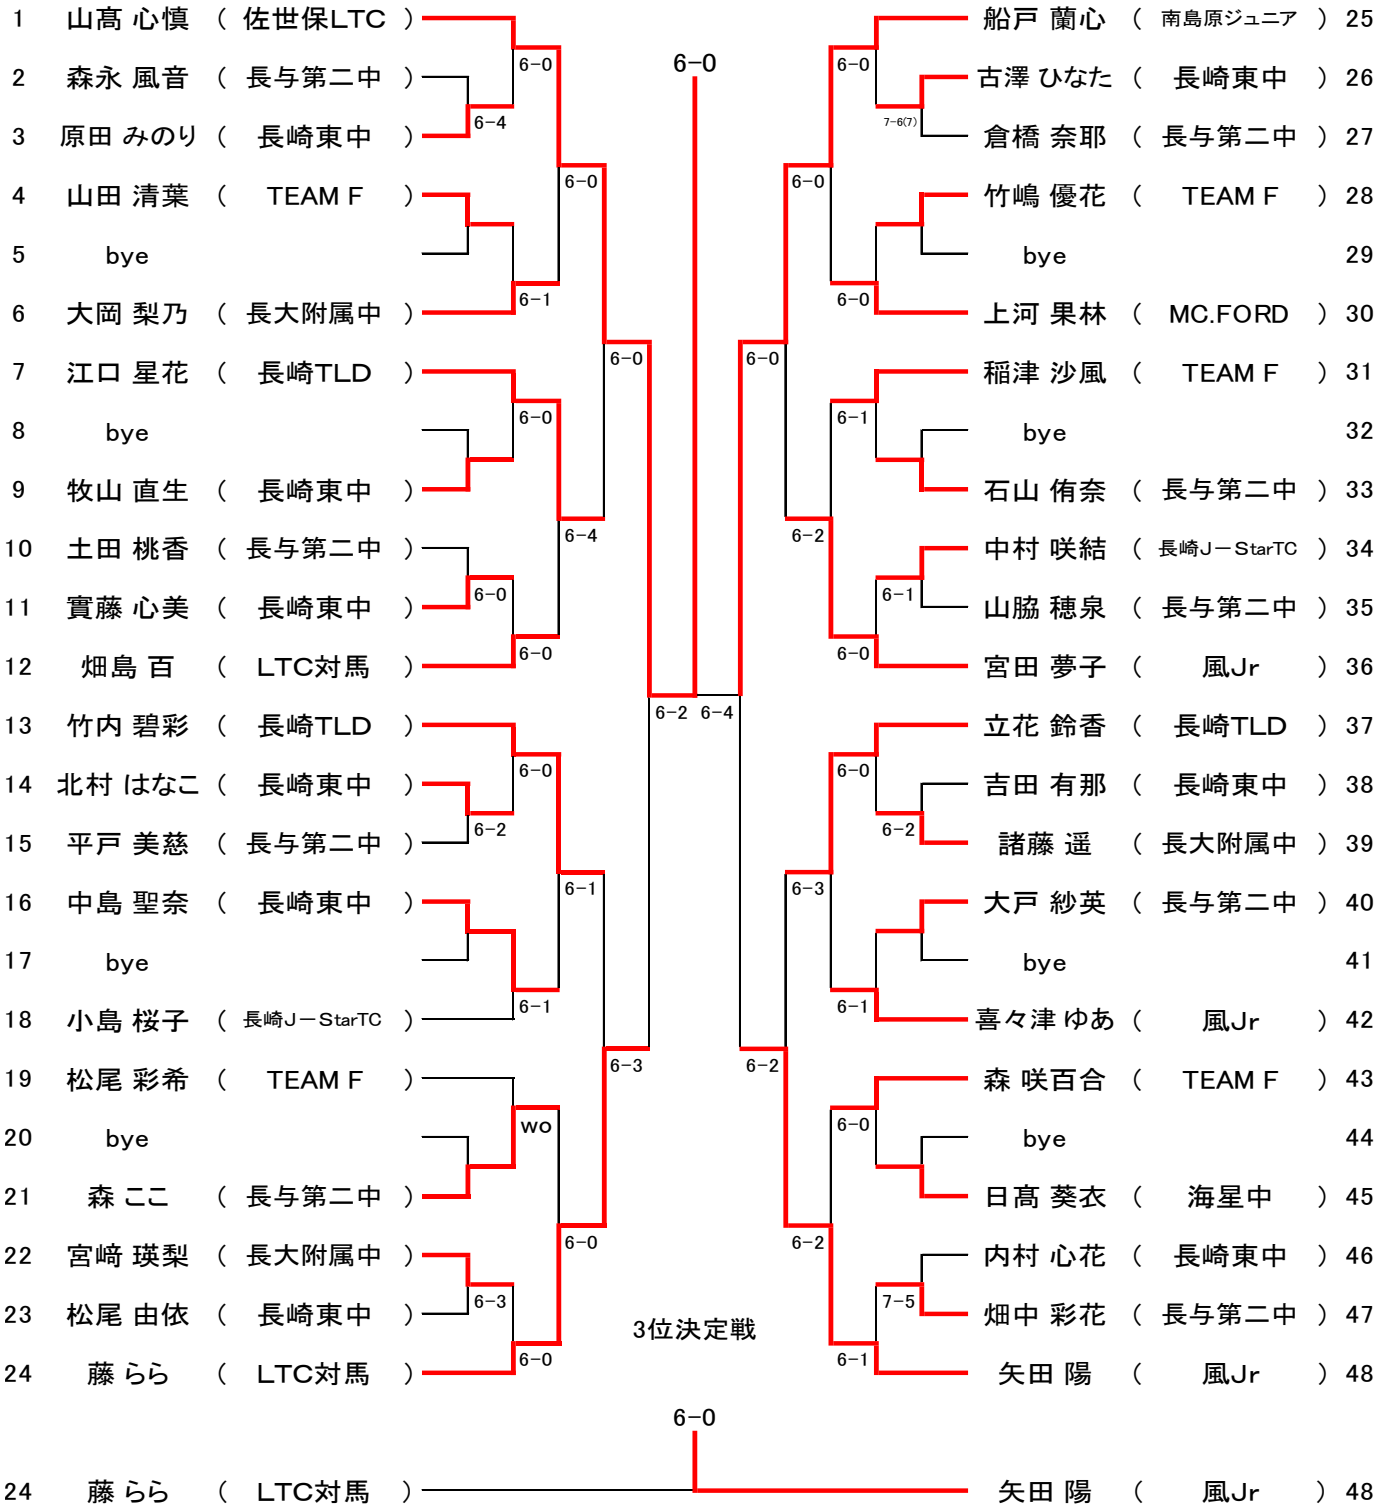 1 山髙 心慎 ( 佐世保LTC ) 船戸 蘭心 ( 南島原ジュニア ) 25
6-0 6-0 6-0
2 森永 風音 ( 長与第二中 ) 古澤 ひなた ( 長崎東中 ) 26
6-4 7-6(7)
3 原田 みのり ( 長崎東中 ) 倉橋 奈耶 ( 長与第二中 ) 27
6-0 6-0
4 山田 清葉 ( TEAM F ) 竹嶋 優花 ( TEAM F ) 28
5 bye bye 29
6-1 6-0
6 大岡 梨乃 ( 長大附属中 ) 上河 果林 ( MC.FORD ) 30
6-0 6-0
7 江口 星花 ( 長崎TLD ) 稲津 沙風 ( TEAM F ) 31
6-0 6-1
8 bye bye 32
9 牧山 直生 ( 長崎東中 ) 石山 侑奈 ( 長与第二中 ) 33
6-4 6-2
10 土田 桃香 ( 長与第二中 ) 中村 咲結 ( 長崎J-StarTC ) 34
6-0 6-1
11 實藤 心美 ( 長崎東中 ) 山脇 穂泉 ( 長与第二中 ) 35
6-0 6-0
12 畑島 百 ( LTC対馬 ) 宮田 夢子 ( 風Jr ) 36
6-2 6-4
13 竹内 碧彩 ( 長崎TLD ) 立花 鈴香 ( 長崎TLD ) 37
6-0 6-0
14 北村 はなこ ( 長崎東中 ) 吉田 有那 ( 長崎東中 ) 38
6-2 6-2
15 平戸 美慈 ( 長与第二中 ) 諸藤 遥 ( 長大附属中 ) 39
6-1 6-3
16 中島 聖奈 ( 長崎東中 ) 大戸 紗英 ( 長与第二中 ) 40
17 bye bye 41
6-1 6-1
18 小島 桜子 ( 長崎J-StarTC ) 喜々津 ゆあ ( 風Jr ) 42
6-3 6-2
19 松尾 彩希 ( TEAM F ) 森 咲百合 ( TEAM F ) 43
wo 6-0
20 bye bye 44
21 森 ここ ( 長与第二中 ) 日髙 葵衣 ( 海星中 ) 45
6-0 6-2
22 宮﨑 瑛梨 ( 長大附属中 ) 内村 心花 ( 長崎東中 ) 46
6-3 7-5
23 松尾 由依 ( 長崎東中 ) 畑中 彩花 ( 長与第二中 ) 47
3位決定戦
6-0 6-1
24 藤 らら ( LTC対馬 ) 矢田 陽 ( 風Jr ) 48
6-0
24 藤 らら ( LTC対馬 ) 矢田 陽 ( 風Jr ) 48